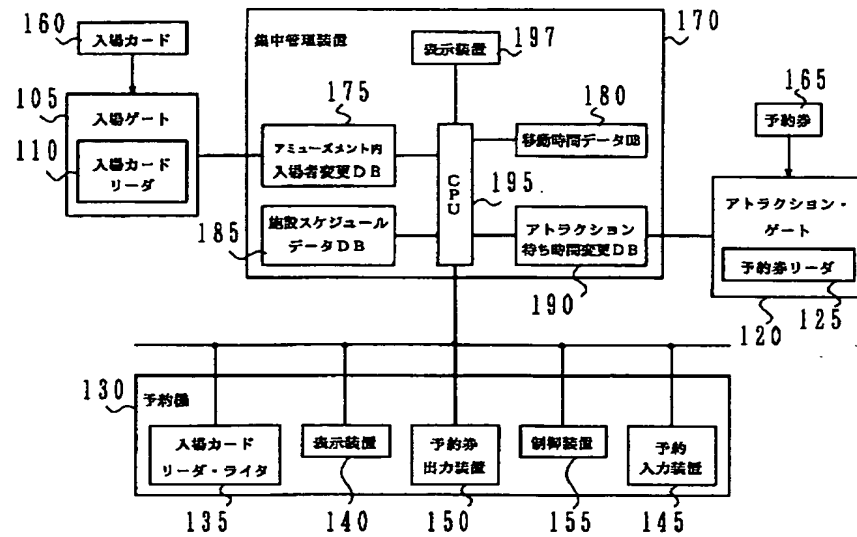 160
入場カード
105
入場ゲート
110
入場カード
リーダ
170
集中管理装置
表示装置
197
175
アミューズメント内
入場者変更DB
180
移動時間データDB
CPU
195
185
施設スケジュール
データDB
アトラクション
待ち時間変更DB
190
165
予約券
アトラクション・
ゲート
予約券リーダ
120
125
130
予約機
入場カード
リーダ・ライタ
135
表示装置
140
予約券
出力装置
150
制御装置
155
予約
入力装置
145